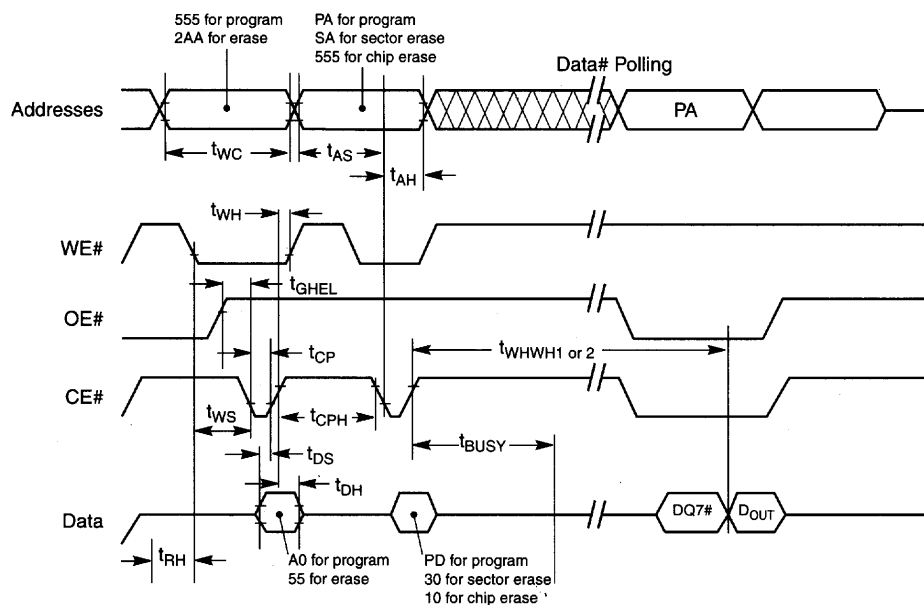 555 for program
2AA for erase
PA for program
SA for sector erase
555 for chip erase
Data# Polling
Addresses
PA
tWC
tAS
tAH
tWH
WE#
tGHEL
OE#
tCP
tWHWH1 or 2
CE#
tWS
tCPH
tBUSY
tDS
tDH
Data
DQ7#
DOUT
tRH
A0 for program
55 for erase
PD for program
30 for sector erase
10 for chip erase